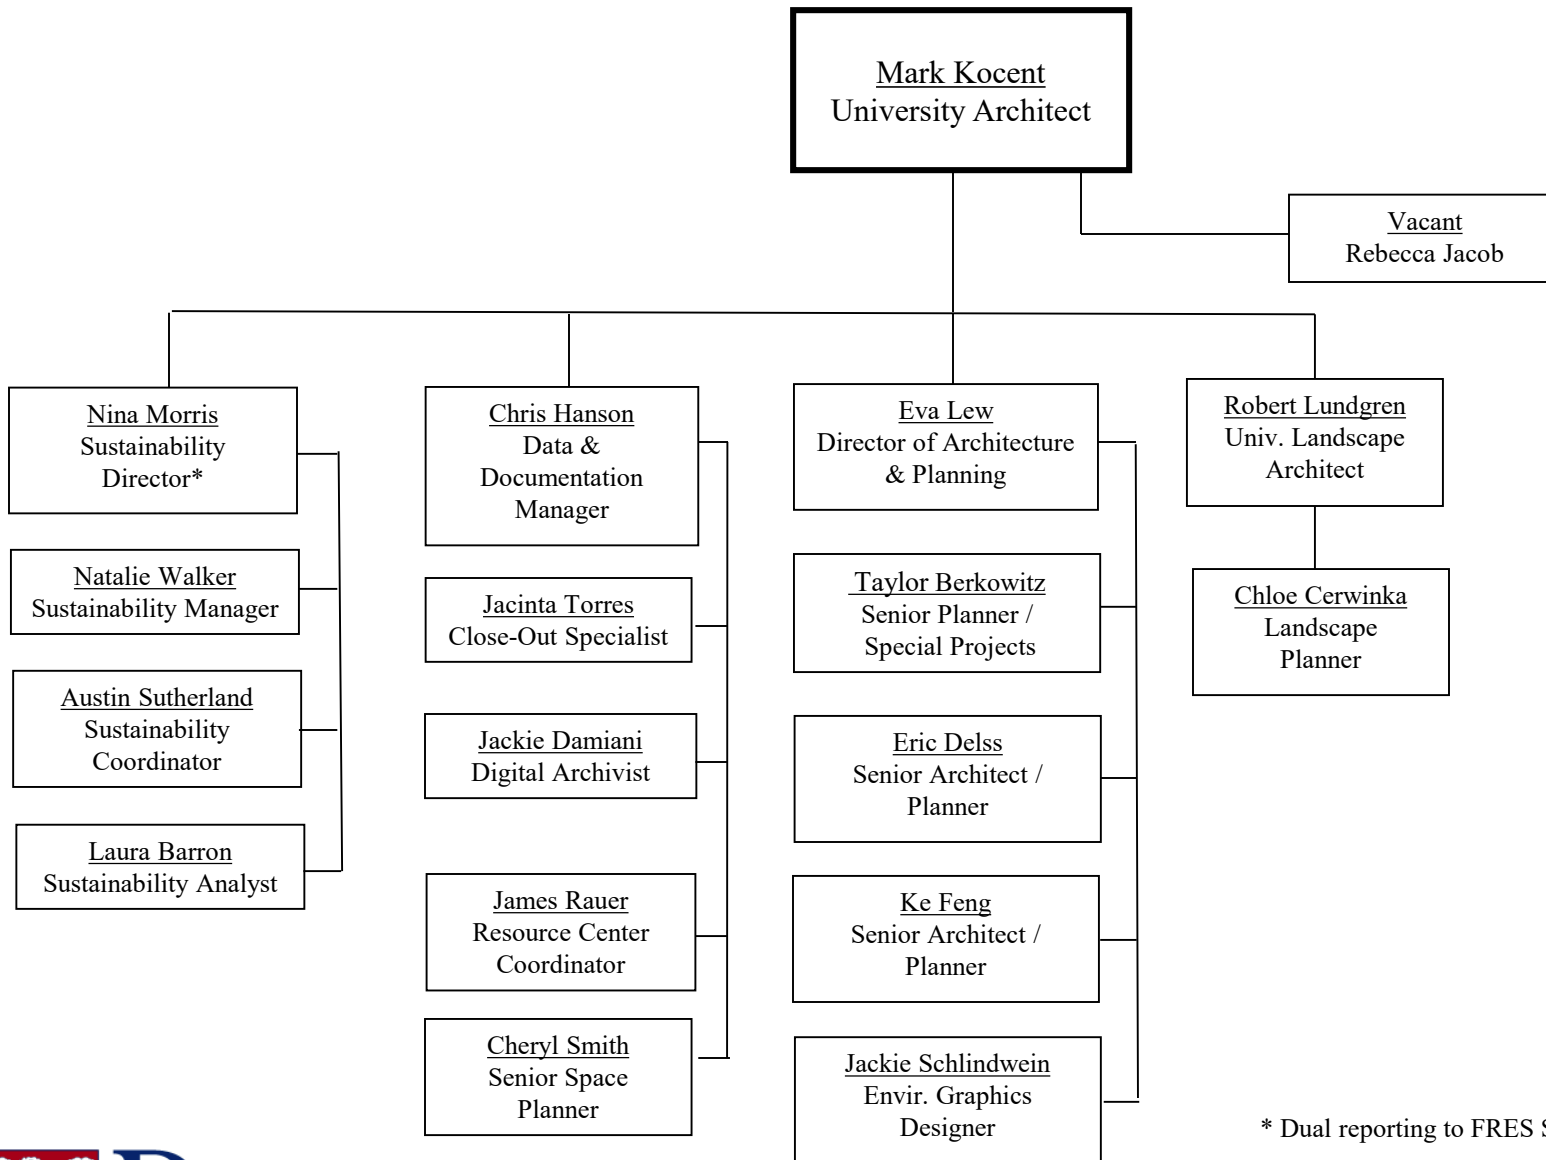 Mark Kocent
University Architect
Vacant
Rebecca Jacob
Nina Morris
Sustainability
Director*
Natalie Walker
Sustainability Manager
Austin Sutherland
Sustainability
Coordinator
Laura Barron
Sustainability Analyst
Chris Hanson
Data &
Documentation
Manager
Jacinta Torres
Close-Out Specialist
Jackie Damiani
Digital Archivist
James Rauer
Resource Center
Coordinator
Cheryl Smith
Senior Space
Planner
Eva Lew
Director of Architecture
& Planning
Taylor Berkowitz
Senior Planner /
Special Projects
Eric Delss
Senior Architect /
Planner
Ke Feng
Senior Architect /
Planner
Jackie Schlindwein
Envir. Graphics
Designer
Robert Lundgren
Univ. Landscape
Architect
Chloe Cerwinka
Landscape
Planner
* Dual reporting to FRES